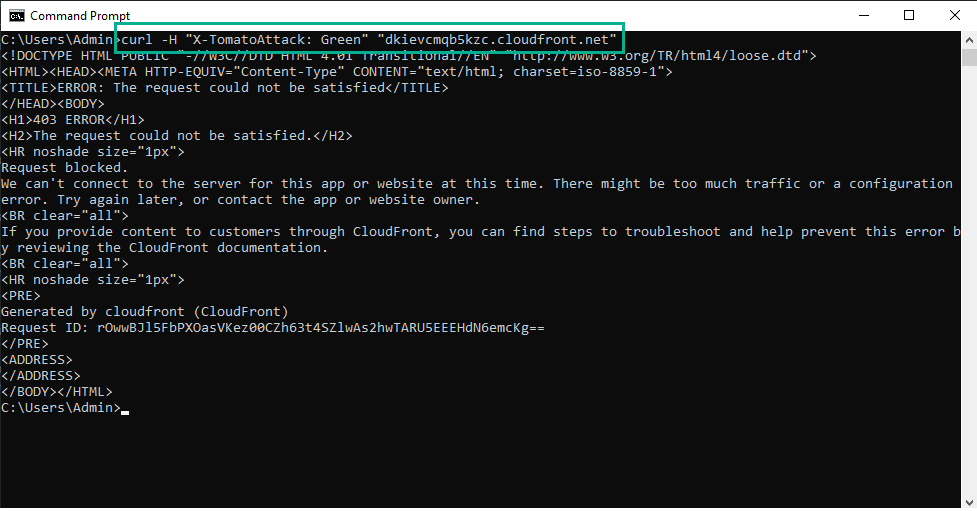 Command Prompt
C:\Users\Admin>curl -H "X-TomatoAttack: Green" "dkievcmqb5kzc.cloudfront.net"
<!DOCTYPE HTML PUBLIC "-//W3C//DTD HTML 4.01 Transitional//EN" "http://www.w3.org/TR/html4/loose.dtd">
<HTML><HEAD><META HTTP-EQUIV="Content-Type" CONTENT="text/html; charset=iso-8859-1">
<TITLE>ERROR: The request could not be satisfied</TITLE>
</HEAD><BODY>
<H1>403 ERROR</H1>
<H2>The request could not be satisfied.</H2>
<HR noshade size="1px">
Request blocked.
We can't connect to the server for this app or website at this time. There might be too much traffic or a configuration
error. Try again later, or contact the app or website owner.
<BR clear="all">
If you provide content to customers through CloudFront, you can find steps to troubleshoot and help prevent this error b
y reviewing the CloudFront documentation.
<BR clear="all">
<HR noshade size="1px">
<PRE>
Generated by cloudfront (CloudFront)
Request ID: rOwwBJl5FbPXOasVKez00CZh63t4SZlwAs2hwTARU5EEEHdN6emcKg==
</PRE>
<ADDRESS>
</ADDRESS>
</BODY></HTML>
C:\Users\Admin>